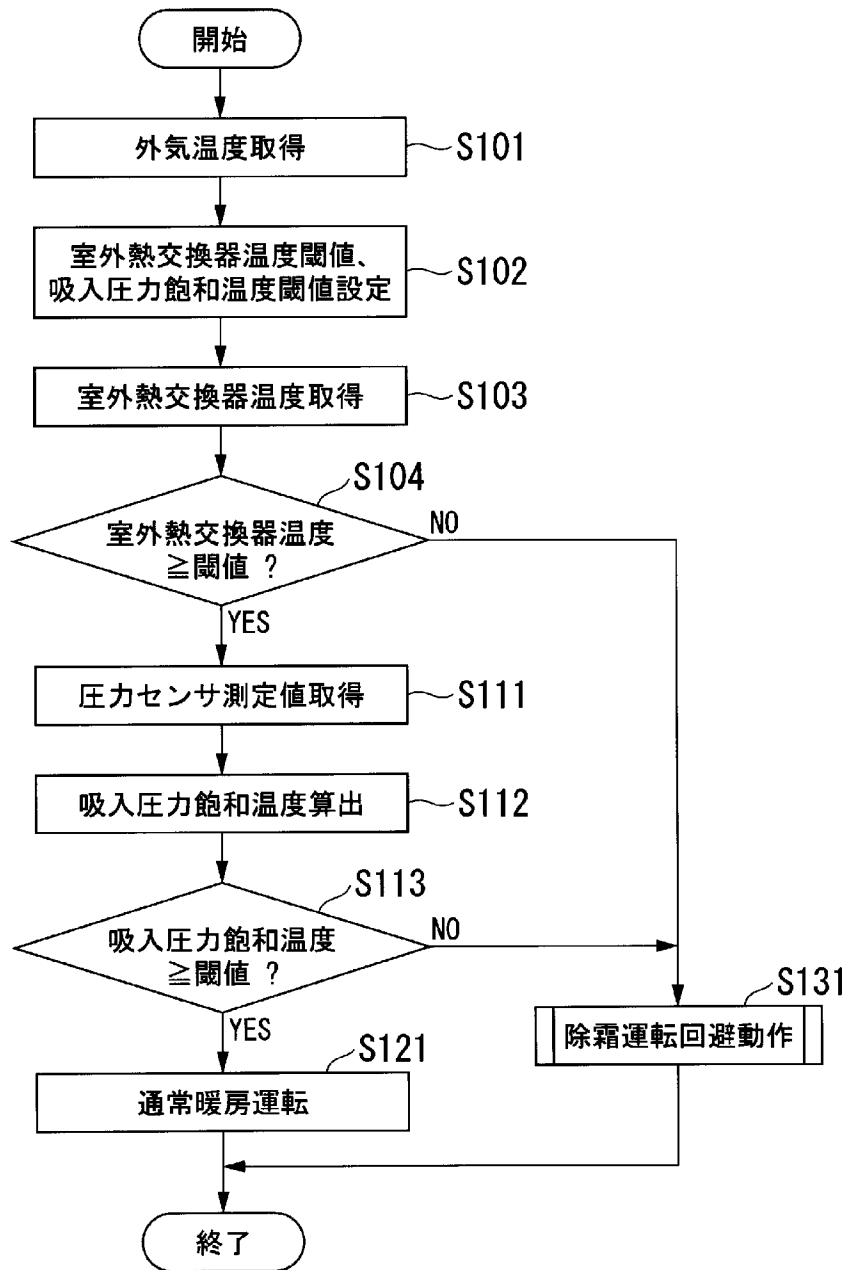 開始
外気温度取得
S101
室外熱交換器温度閾値、
吸入圧力飽和温度閾値設定
S102
室外熱交換器温度取得
S103
S104
室外熱交換器温度
≧閾値 ?
NO
YES
圧力センサ測定値取得
S111
吸入圧力飽和温度算出
S112
S113
吸入圧力飽和温度
≧閾値 ?
NO
YES
S131
除霜運転回避動作
S121
通常暖房運転
終了